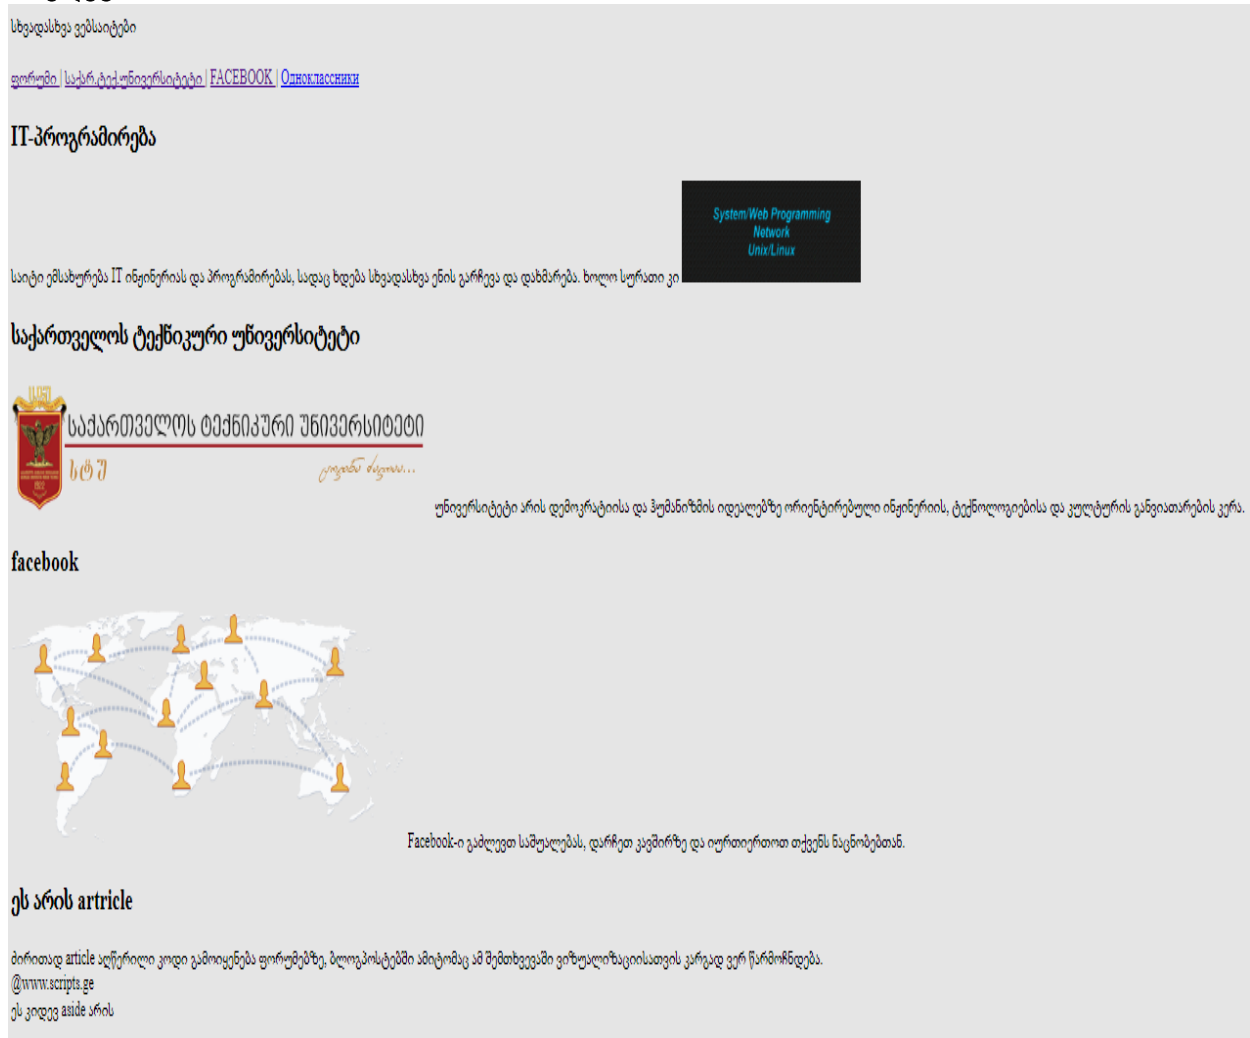 სხვადასხვა ვებსაიტები
ფორუმი | საქარ.ტექ.უნივერსიტეტი | FACEBOOK | Одноклассники
IT-პროგრამირება
System/Web Programming
Network
Unix/Linux
საიტი ემსახურება IT ინჟინერიას და პროგრამირებას, სადაც ხდება სხვადასხვა ენის გარჩევა და დახმარება. ხოლო სურათი კი
საქართველოს ტექნიკური უნივერსიტეტი
სტუ
საქართველოს ტექნიკური უნივერსიტეტი
სტუ
უნივერსიტეტი არის დემოკრატიისა და ჰუმანიზმის იდეალებზე ორიენტირებული ინჟინერიის, ტექნოლოგიებისა და კულტურის განვიათარების კერა.
facebook
Facebook-ი გაძლევთ საშუალებას, დარჩეთ კავშირზე და იურთიერთოთ თქვენს ნაცნობებთან.
ეს არის artricle
ძირითად article აღწერილი კოდი გამოიყენება ფორუმებზე, ბლოგპოსტებში ამიტომაც ამ შემთხვევაში ვიზუალიზაციისათვის კარგად ვერ წარმოჩნდება.
@www.scripts.ge
ეს კიდევ aside არის